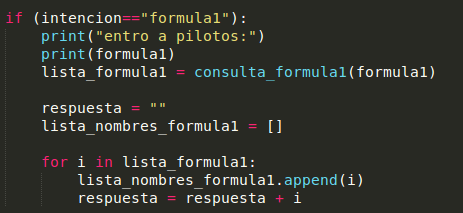 if (intencion=="formula1"):
    print("entro a pilotos:")
    print(formula1)
    lista_formula1 = consulta_formula1(formula1)

    respuesta = ""
    lista_nombres_formula1 = []

    for i in lista_formula1:
        lista_nombres_formula1.append(i)
        respuesta = respuesta + i